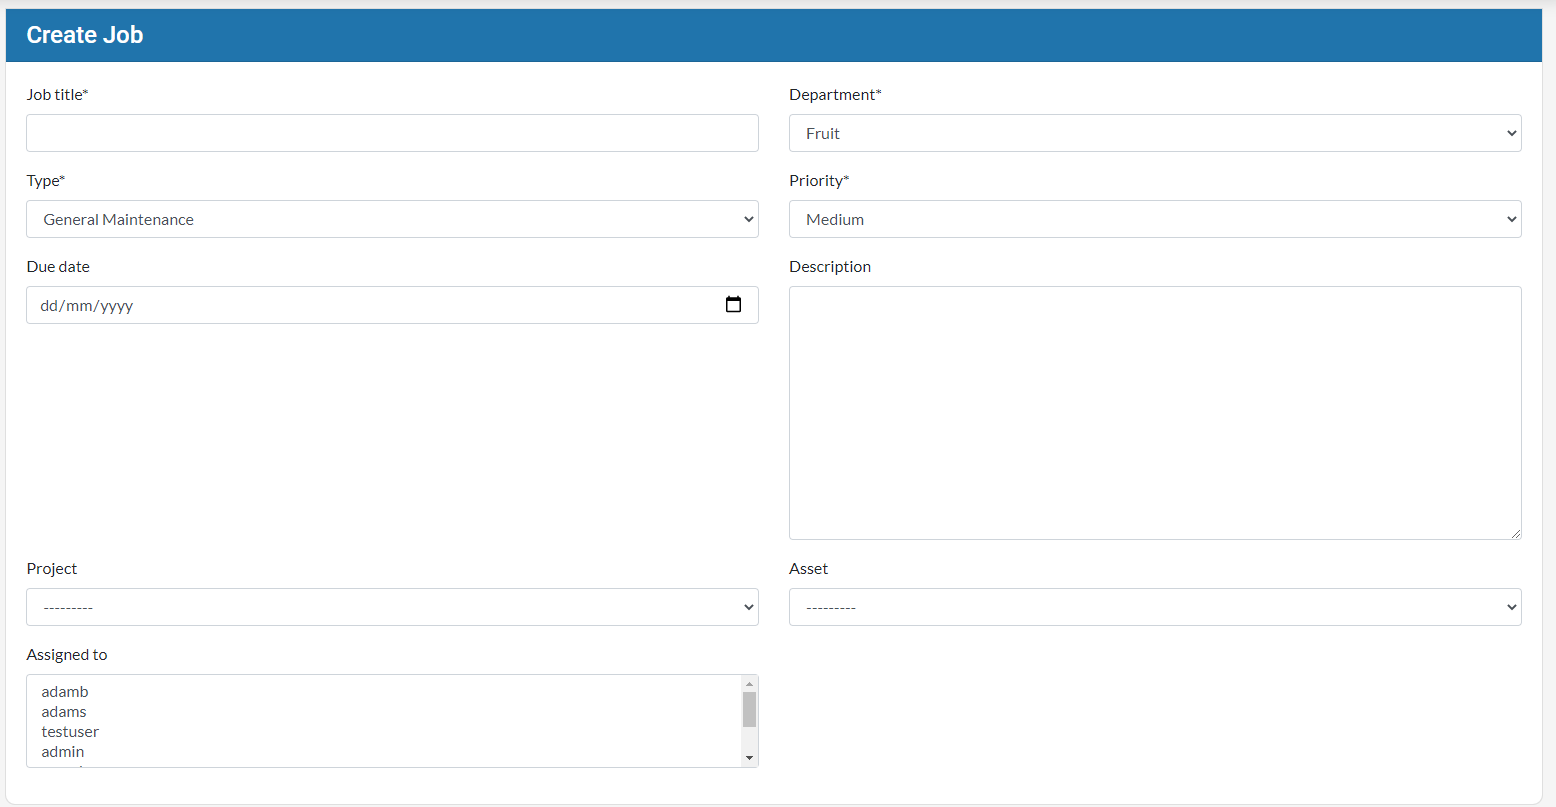 Create Job
Job title*
Department*
Fruit
Type*
Priority*
General Maintenance
Medium
Due date
Description
dd/mm/yyyy
Project
Asset
---------
---------
Assigned to
adamb
adams
testuser
admin